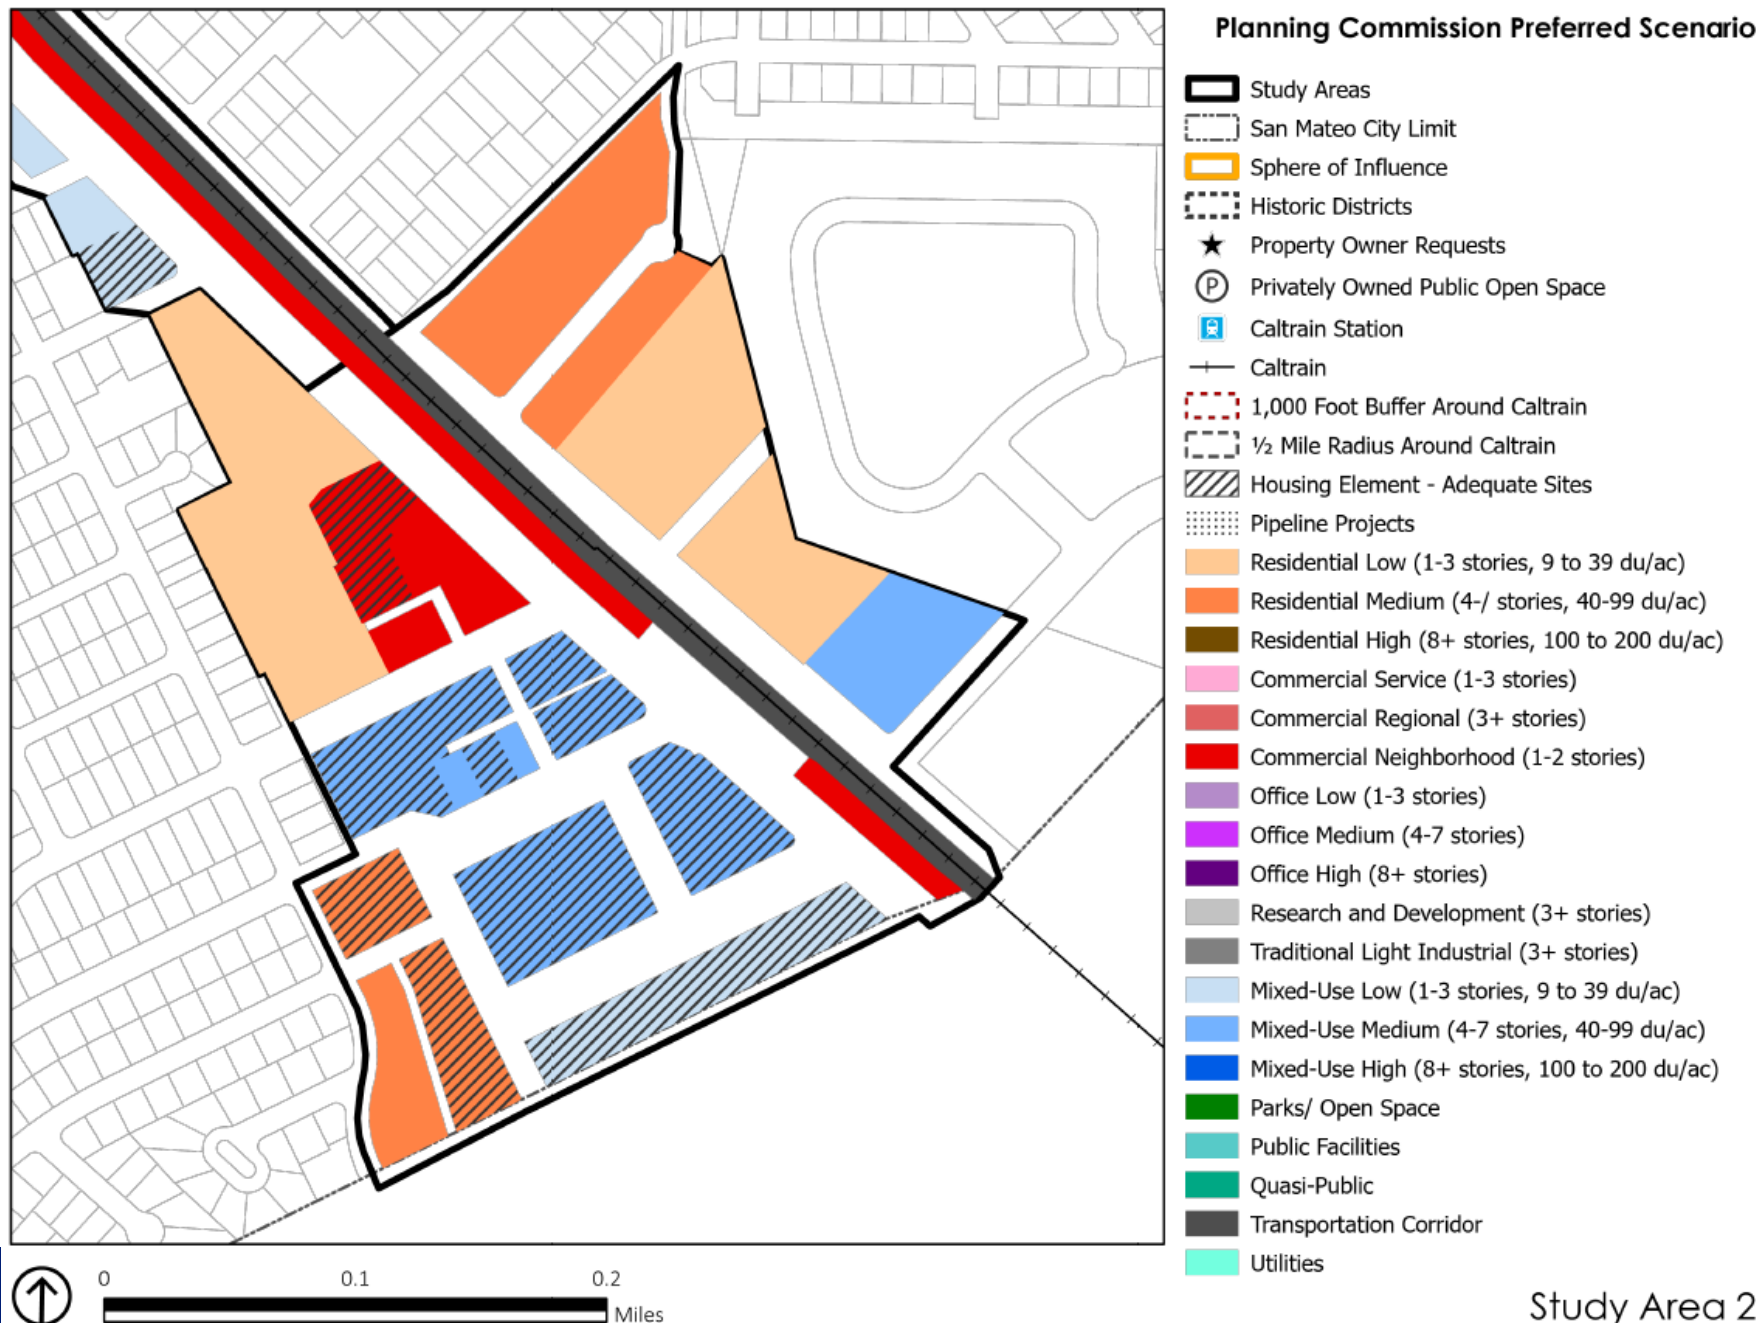 Planning Commission Preferred Scenario
Study Areas
San Mateo City Limit
Sphere of Influence
Historic Districts
Property Owner Requests
P Privately Owned Public Open Space
Caltrain Station
Caltrain
1,000 Foot Buffer Around Caltrain
½ Mile Radius Around Caltrain
Housing Element - Adequate Sites
Pipeline Projects
Residential Low (1-3 stories, 9 to 39 du/ac)
Residential Medium (4-/ stories, 40-99 du/ac)
Residential High (8+ stories, 100 to 200 du/ac)
Commercial Service (1-3 stories)
Commercial Regional (3+ stories)
Commercial Neighborhood (1-2 stories)
Office Low (1-3 stories)
Office Medium (4-7 stories)
Office High (8+ stories)
Research and Development (3+ stories)
Traditional Light Industrial (3+ stories)
Mixed-Use Low (1-3 stories, 9 to 39 du/ac)
Mixed-Use Medium (4-7 stories, 40-99 du/ac)
Mixed-Use High (8+ stories, 100 to 200 du/ac)
Parks/ Open Space
Public Facilities
Quasi-Public
Transportation Corridor
Utilities
0 0.1 0.2
Miles
Study Area 2